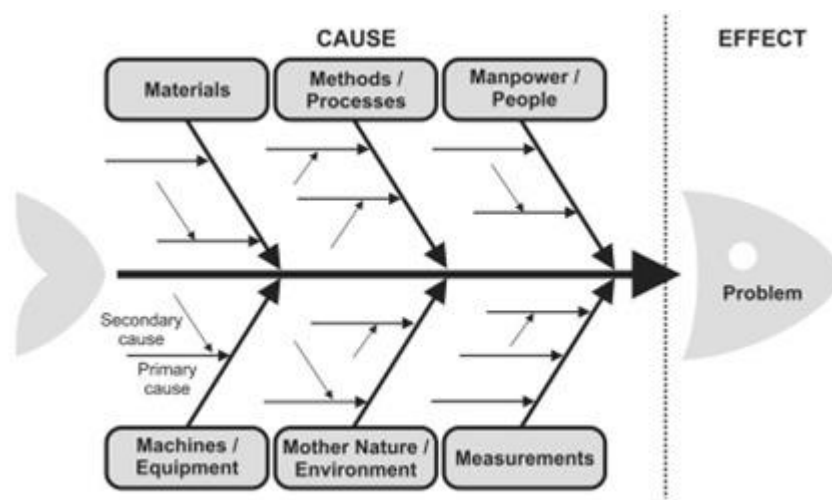 CAUSE
EFFECT
Materials
Methods /
Processes
Manpower /
People
Problem
Secondary
cause
Primary
cause
Machines /
Equipment
Mother Nature /
Environment
Measurements